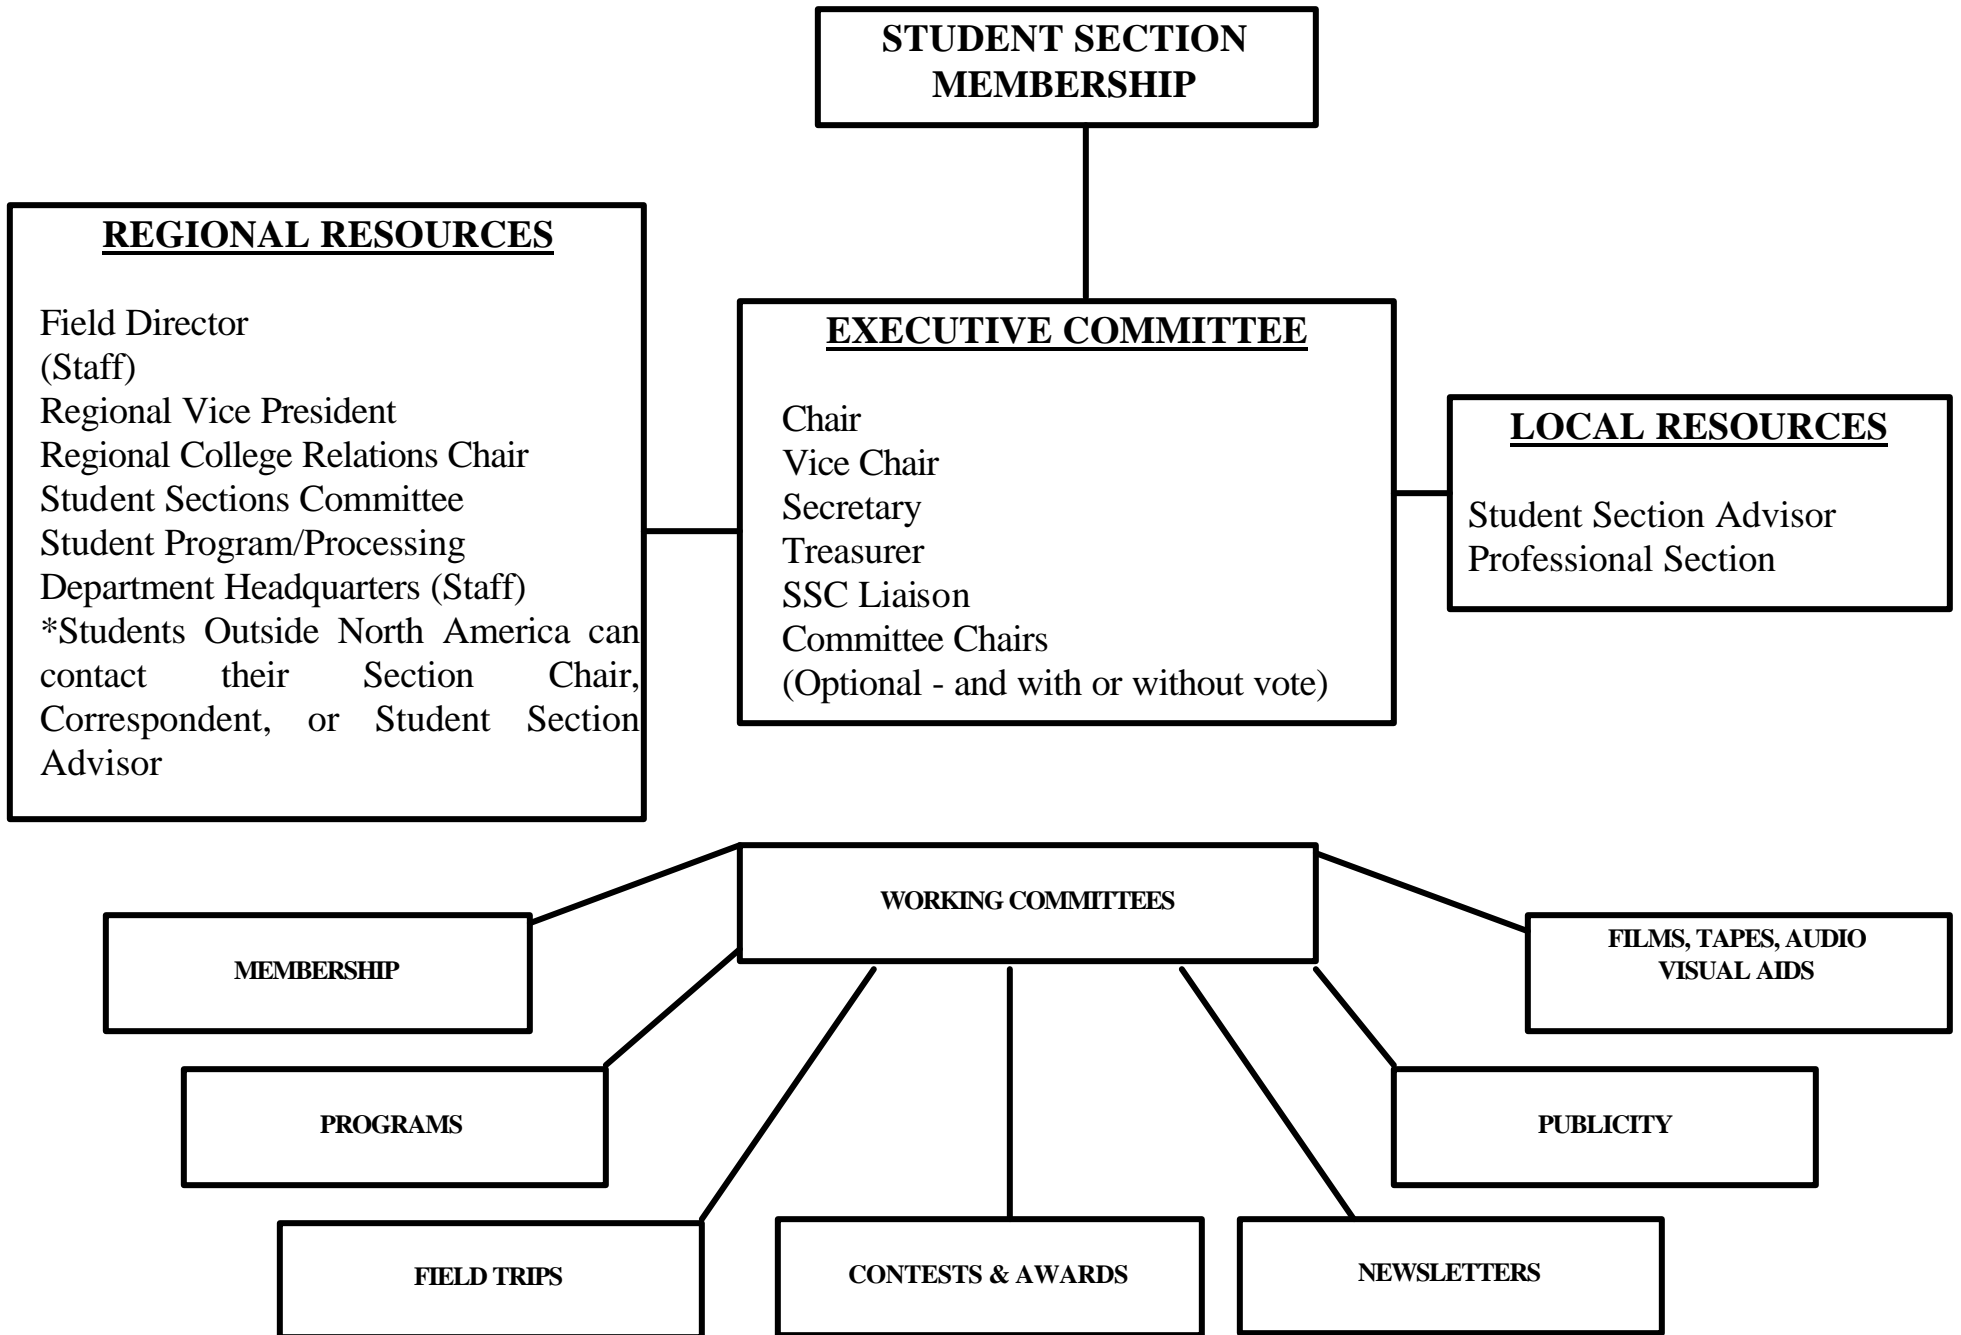 STUDENT SECTION
MEMBERSHIP
REGIONAL RESOURCES
Field Director
(Staff)
Regional Vice President
Regional College Relations Chair
Student Sections Committee
Student Program/Processing
Department Headquarters (Staff)
*Students Outside North America can
contact their Section Chair,
Correspondent, or Student Section
Advisor
EXECUTIVE COMMITTEE
Chair
Vice Chair
Secretary
Treasurer
SSC Liaison
Committee Chairs
(Optional - and with or without vote)
LOCAL RESOURCES
Student Section Advisor
Professional Section
WORKING COMMITTEES
MEMBERSHIP
FILMS, TAPES, AUDIO
VISUAL AIDS
PROGRAMS
PUBLICITY
FIELD TRIPS
CONTESTS & AWARDS
NEWSLETTERS